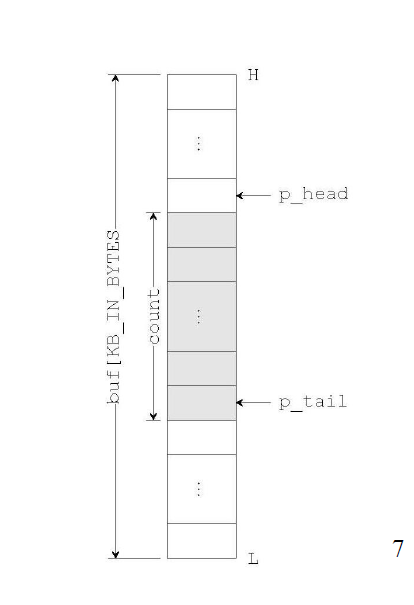 H
⋮
p_head
buf[KB_IN_BYTES
count
⋮
p_tail
⋮
L
7